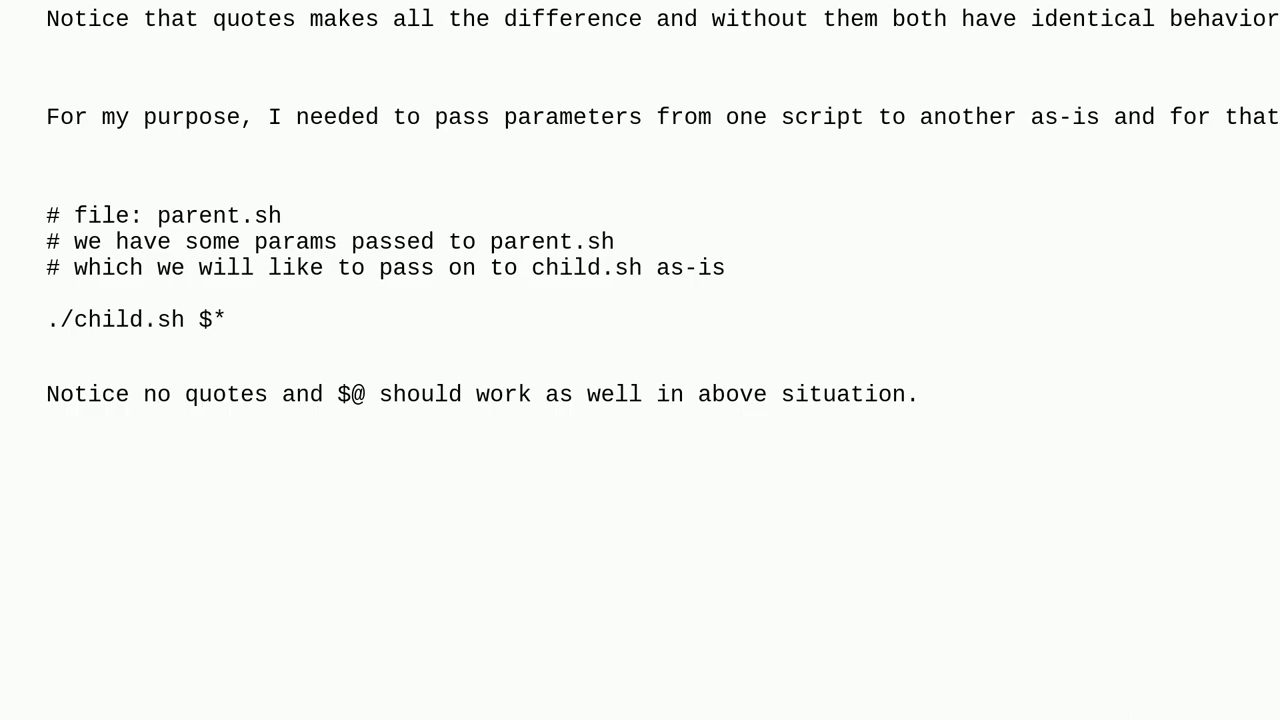 Notice that quotes makes all the difference and without them both have identical behavior
For my purpose, I needed to pass parameters from one script to another as-is and for that
# file: parent.sh
# we have some params passed to parent.sh
# which we will like to pass on to child.sh as-is
./child.sh $*
Notice no quotes and $@ should work as well in above situation.